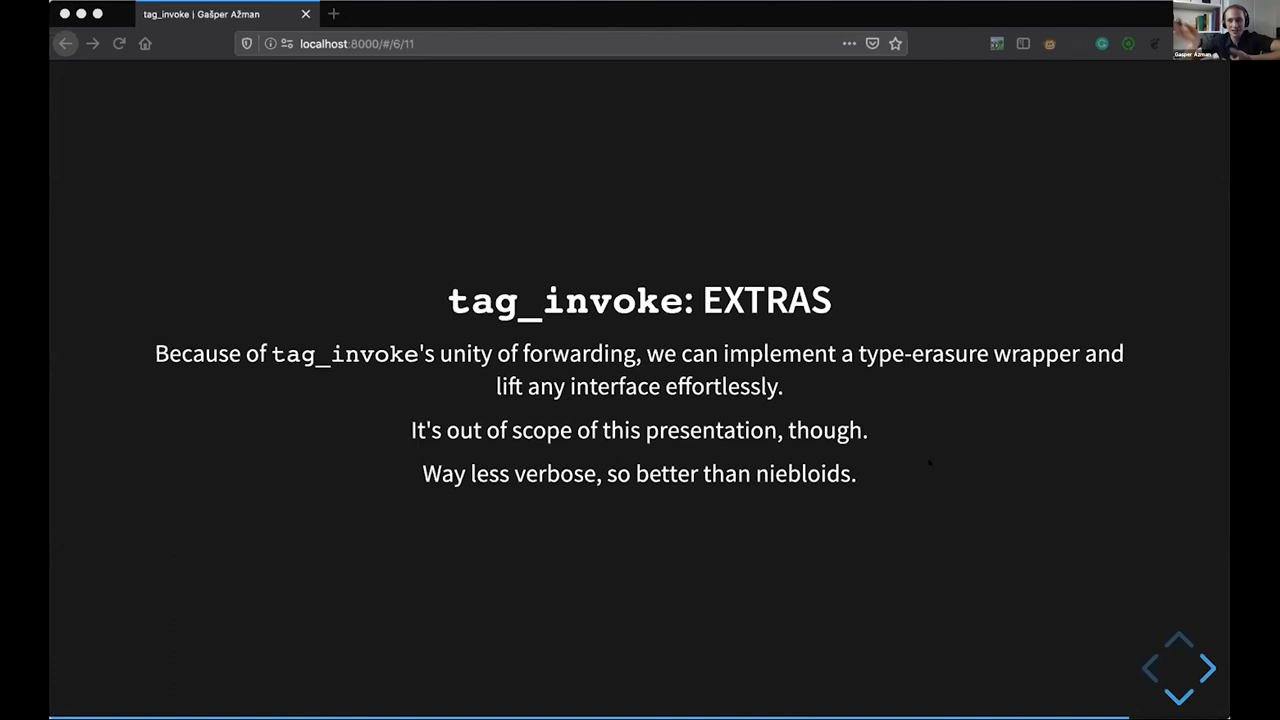 tag_invoke | Gašper Ažman
localhost:8000/#/6/11
Gašper Ažman
tag_invoke: EXTRAS
Because of tag_invoke's unity of forwarding, we can implement a type-erasure wrapper and
lift any interface effortlessly.
It's out of scope of this presentation, though.
Way less verbose, so better than niebloids.